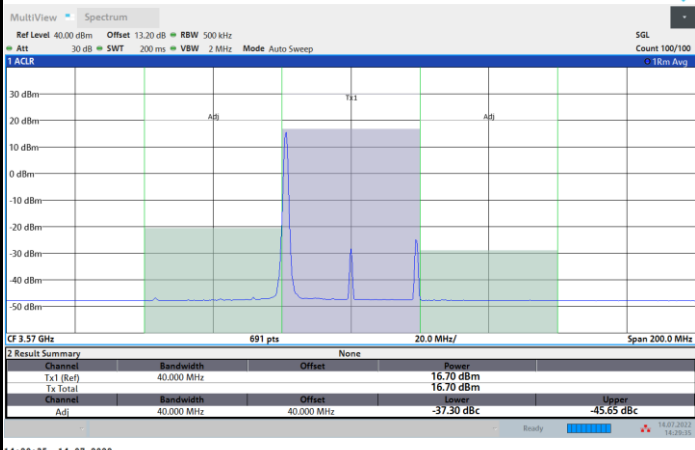 MultiView Spectrum
Ref Level 40.00 dBm Offset 13.20 dB RBW 500 kHz SGL
Att 30 dB SWT 200 ms VBW 2 MHz Mode Auto Sweep Count 100/100
1 ACLR 1Rm Avg
30 dBm
Tx1
20 dBm Adj Adj
10 dBm
0 dBm
-10 dBm
-20 dBm
-30 dBm
-40 dBm
-50 dBm
CF 3.57 GHz 691 pts 20.0 MHz/ Span 200.0 MHz
2 Result Summary None
Channel Bandwidth Offset Power
Tx1 (Ref) 40.000 MHz 16.70 dBm
Tx Total 16.70 dBm
Channel Bandwidth Offset Lower Upper
Adj 40.000 MHz 40.000 MHz -37.30 dBc -45.65 dBc
Ready 14.07.2022
14:29:35